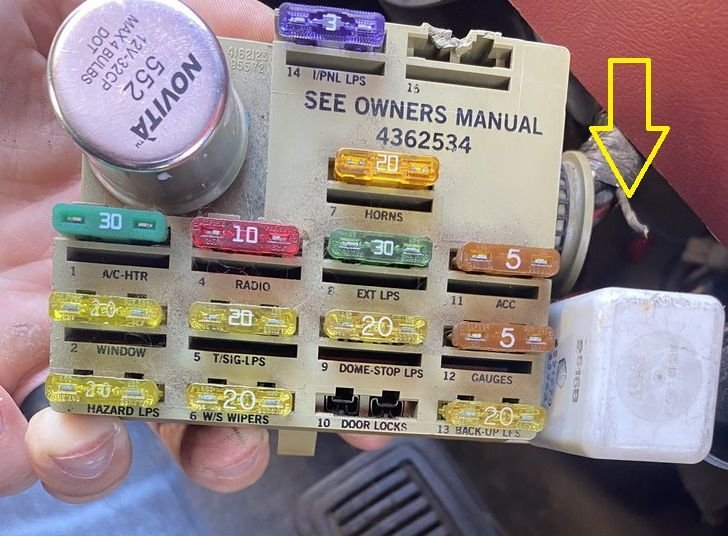 NOVITA
™
552
12V-32CP
MAX 4 BULBS
DOT
4162125
3
14 I/PNL LPS
15
SEE OWNERS MANUAL
4362534
20
7 HORNS
30
1 A/C-HTR
10
4 RADIO
30
8 EXT LPS
5
11 ACC
20
2 WINDOW
20
5 T/SIG-LPS
20
9 DOME-STOP LPS
5
12 GAUGES
20
HAZARD LPS
20
6 W/S WIPERS
10 DOOR LOCKS
20
13 BACK-UP LPS